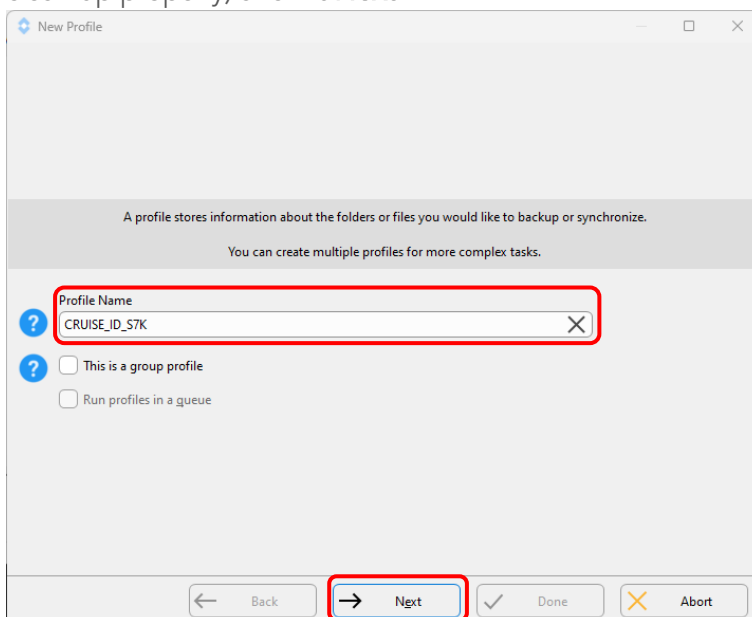 New Profile
A profile stores information about the folders or files you would like to backup or synchronize.
You can create multiple profiles for more complex tasks.
Profile Name
CRUISE_ID_S7K
This is a group profile
Run profiles in a queue
Back Next Done Abort